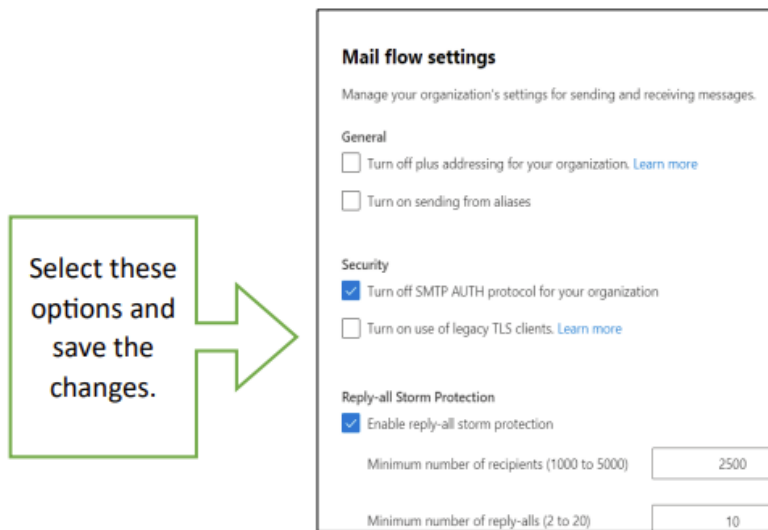 Mail flow settings
Manage your organization's settings for sending and receiving messages.
General
Turn off plus addressing for your organization. Learn more
Turn on sending from aliases
Select these
options and
save the
changes.
Security
Turn off SMTP AUTH protocol for your organization
Turn on use of legacy TLS clients. Learn more
Reply-all Storm Protection
Enable reply-all storm protection
Minimum number of recipients (1000 to 5000) 2500
Minimum number of reply-alls (2 to 20) 10